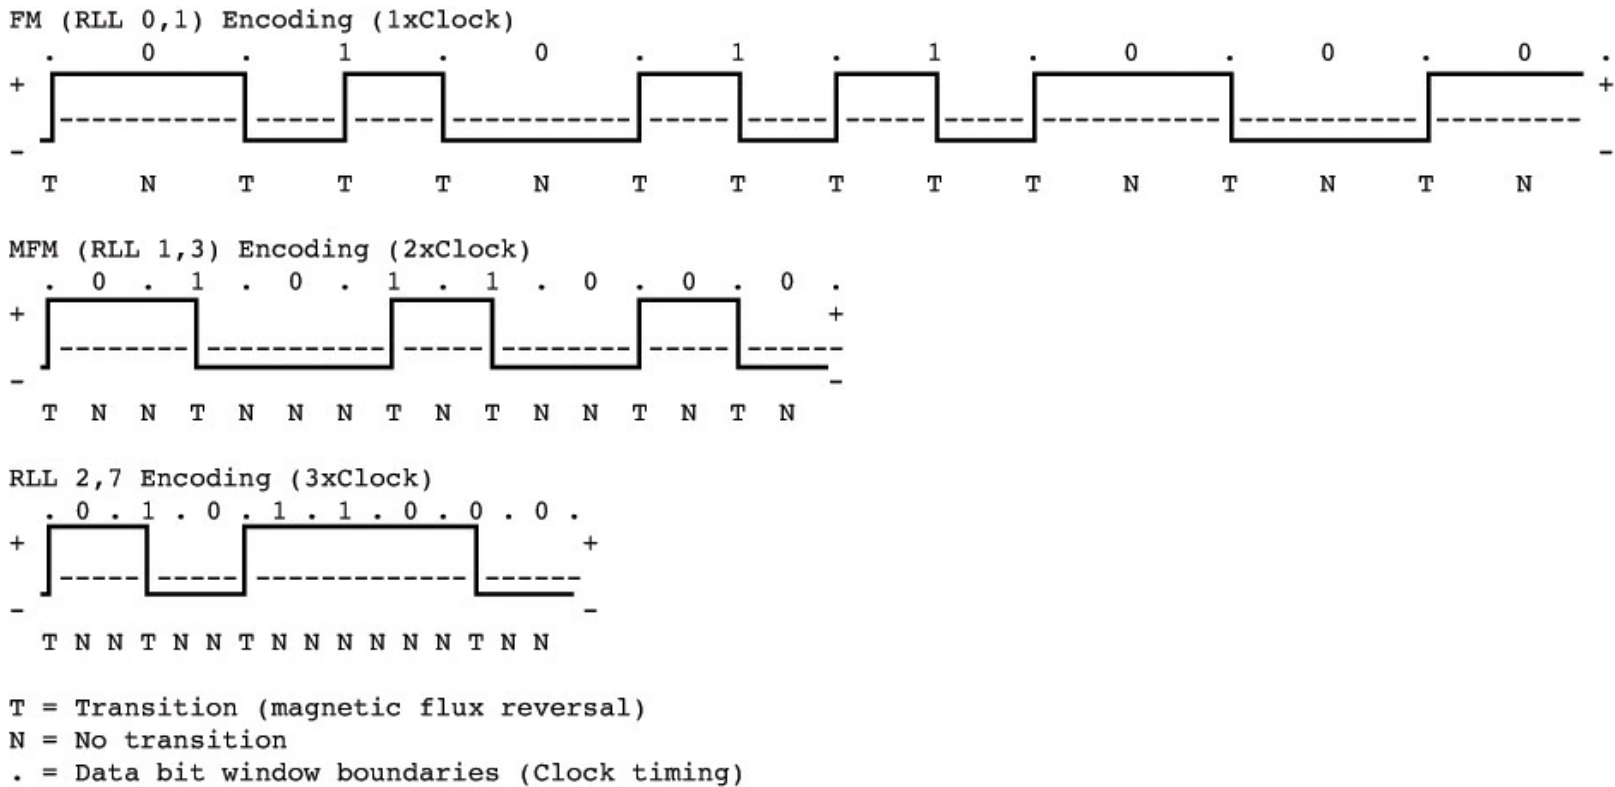 FM (RLL 0,1) Encoding (1xClock)
. 0 . 1 . 0 . 1 . 1 . 0 . 0 . 0 .
+ +
- -
T N T T T N T T T T T N T N T N
MFM (RLL 1,3) Encoding (2xClock)
. 0 . 1 . 0 . 1 . 1 . 0 . 0 . 0 .
+ +
- -
T N N T N N N T N T N N T N T N
RLL 2,7 Encoding (3xClock)
. 0 . 1 . 0 . 1 . 1 . 0 . 0 . 0 .
+ +
- -
T N N T N N T N N N N N N T N N
T = Transition (magnetic flux reversal)
N = No transition
. = Data bit window boundaries (Clock timing)